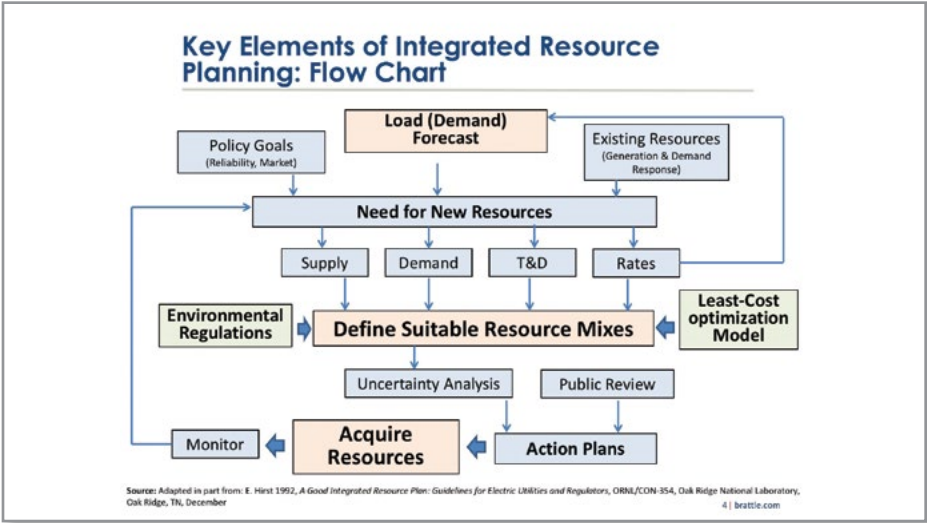 Key Elements of Integrated Resource
Planning: Flow Chart
Load (Demand)
Forecast
Policy Goals
(Reliability, Market)
Existing Resources
(Generation & Demand
Response)
Need for New Resources
Supply
Demand
T&D
Rates
Environmental
Regulations
Define Suitable Resource Mixes
Least-Cost
optimization
Model
Uncertainty Analysis
Public Review
Monitor
Acquire
Resources
Action Plans
Source: Adapted in part from: E. Hirst 1992, A Good Integrated Resource Plan: Guidelines for Electric Utilities and Regulators, ORNL/CON-354, Oak Ridge National Laboratory,
Oak Ridge, TN, December
4 | brattle.com